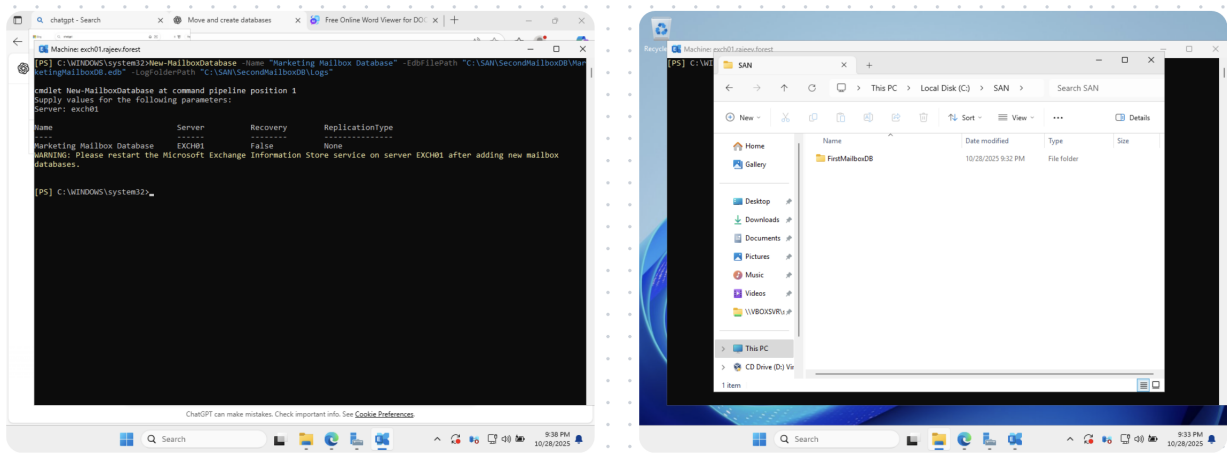 chatgpt - Search
Move and create databases
Free Online Word Viewer for DOC
Machine: exch01.rajeev.forest
[PS] C:\WINDOWS\system32>New-MailboxDatabase -Name "Marketing Mailbox Database" -EdbFilePath "C:\SAN\SecondMailboxDB\Mar
ketingMailboxDB.edb" -LogFolderPath "C:\SAN\SecondMailboxDB\Logs"
cmdlet New-MailboxDatabase at command pipeline position 1
Supply values for the following parameters:
Server: exch01
Name Server Recovery ReplicationType
---- ------ -------- ---------------
Marketing Mailbox Database EXCH01 False None
WARNING: Please restart the Microsoft Exchange Information Store service on server EXCH01 after adding new mailbox
databases.
[PS] C:\WINDOWS\system32>
ChatGPT can make mistakes. Check important info. See Cookie Preferences.
Search
9:38 PM
10/28/2025
Recycle
Machine: exch01.rajeev.forest
[PS] C:\WI
SAN
This PC > Local Disk (C:) > SAN
Search SAN
New
Sort
View
Details
Home
Gallery
Desktop
Downloads
Documents
Pictures
Music
Videos
\\VBOXSVR\
This PC
CD Drive (D:) Vir
Name Date modified Type Size
FirstMailboxDB 10/28/2025 9:32 PM File folder
1 item
Search
9:33 PM
10/28/2025